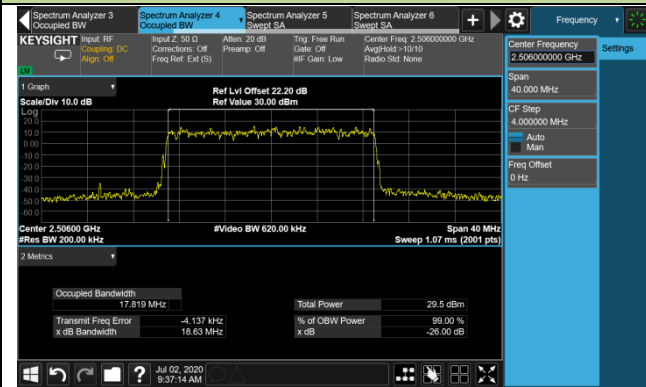 Spectrum Analyzer 3
Occupied BW
Spectrum Analyzer 4
Occupied BW
Spectrum Analyzer 5
Swept SA
Spectrum Analyzer 6
Swept SA
Frequency
KEYSIGHT
Input: RF
Coupling: DC
Align: Off
Input Z: 50 Ω
Corrections: Off
Freq Ref: Ext (S)
Atten: 20 dB
Preamp: Off
Trig: Free Run
Gate: Off
#IF Gain: Low
Center Freq: 2.506000000 GHz
Avg|Hold:>10/10
Radio Std: None
LV
Center Frequency
2.506000000 GHz
Settings
Span
40.000 MHz
CF Step
4.000000 MHz
Auto
Man
Freq Offset
0 Hz
1 Graph
Scale/Div 10.0 dB
Ref Lvl Offset 22.20 dB
Ref Value 30.00 dBm
Log
20.0
10.0
0.00
-10.0
-20.0
-30.0
-40.0
-50.0
-60.0
Center 2.50600 GHz
#Res BW 200.00 kHz
#Video BW 620.00 kHz
Span 40 MHz
Sweep 1.07 ms (2001 pts)
2 Metrics
Occupied Bandwidth
17.819 MHz
Total Power 29.5 dBm
Transmit Freq Error -4.137 kHz
% of OBW Power 99.00 %
x dB Bandwidth 18.63 MHz
x dB -26.00 dB
Jul 02, 2020
9:37:14 AM